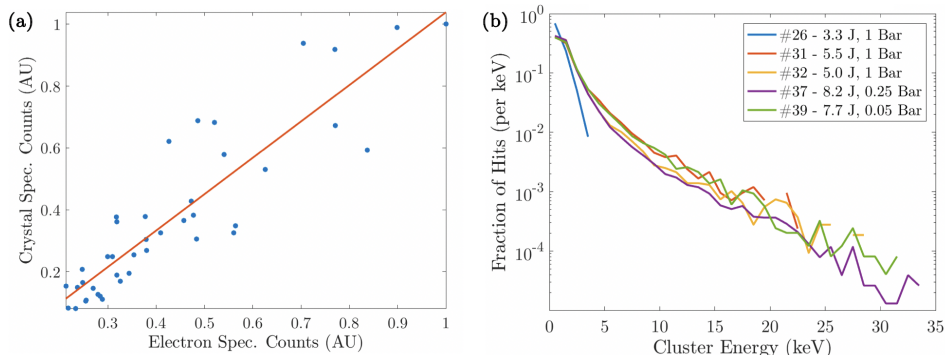 (a)
Crystal Spec. Counts (AU)
1
0.8
0.6
0.4
0.2
0.3 0.4 0.5 0.6 0.7 0.8 0.9 1
Electron Spec. Counts (AU)
(b)
Fraction of Hits (per keV)
10^0
10^-1
10^-2
10^-3
10^-4
#26 - 3.3 J, 1 Bar
#31 - 5.5 J, 1 Bar
#32 - 5.0 J, 1 Bar
#37 - 8.2 J, 0.25 Bar
#39 - 7.7 J, 0.05 Bar
0 5 10 15 20 25 30 35
Cluster Energy (keV)